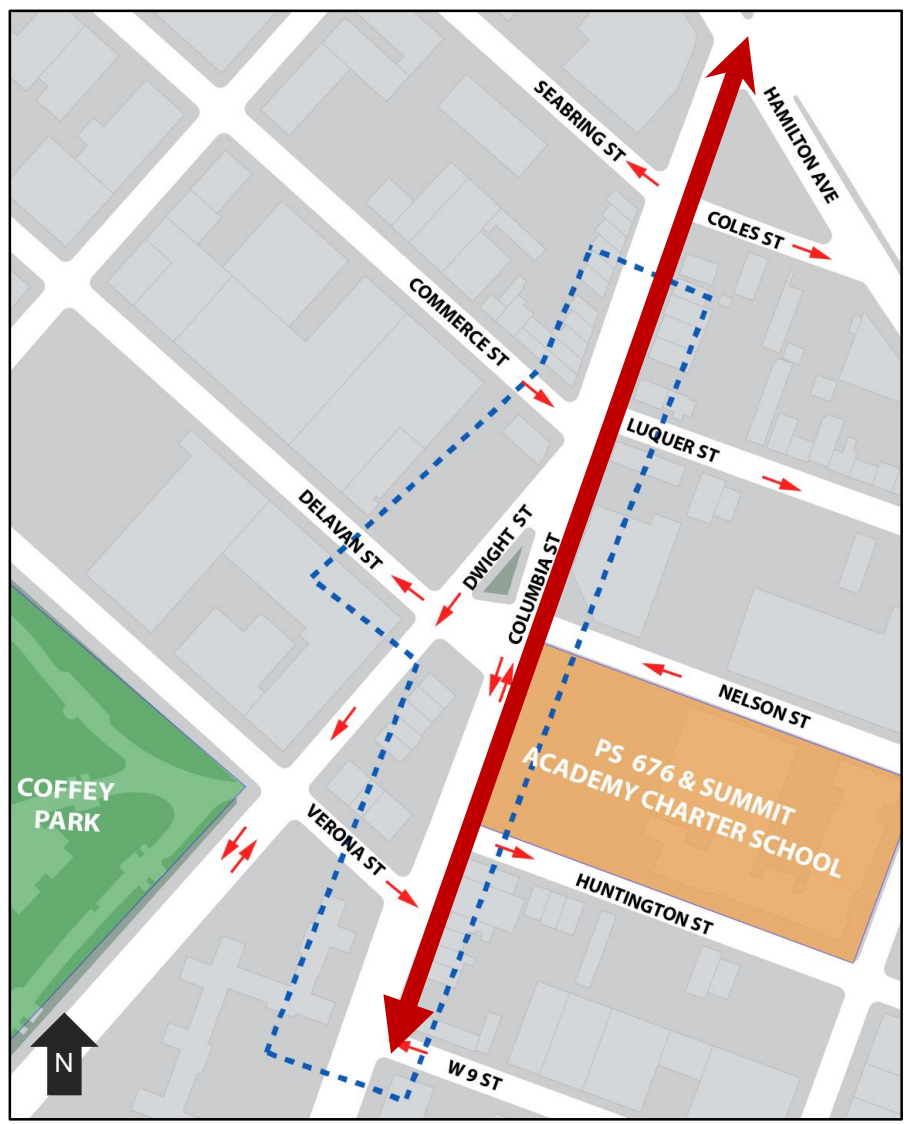 SEABRING ST
HAMILTON AVE
COLES ST
COMMERCE ST
LUQUER ST
DELAVAN ST
DWIGHT ST
COLUMBIA ST
NELSON ST
PS 676 & SUMMIT
ACADEMY CHARTER SCHOOL
COFFEY
PARK
VERONA ST
HUNTINGTON ST
N
W 9 ST